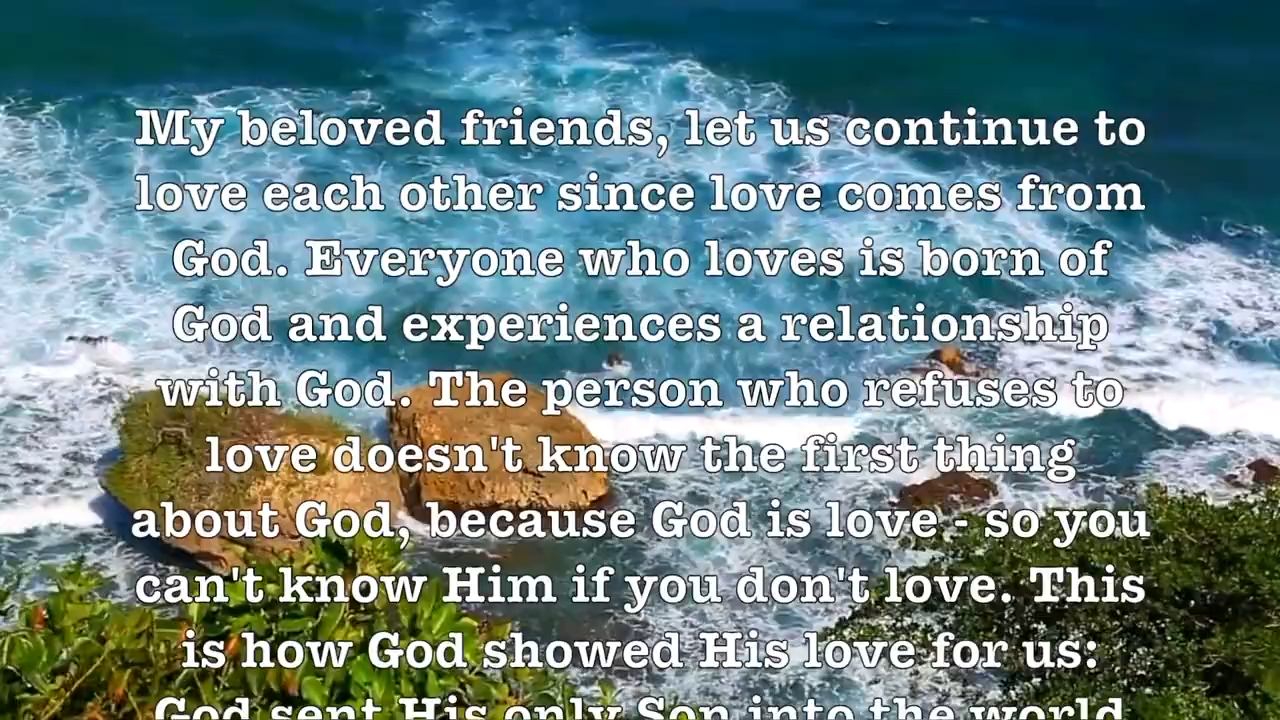 My beloved friends, let us continue to
love each other since love comes from
God. Everyone who loves is born of
God and experiences a relationship
with God. The person who refuses to
love doesn't know the first thing
about God, because God is love - so you
can't know Him if you don't love. This
is how God showed His love for us:
God sent His only Son into the world